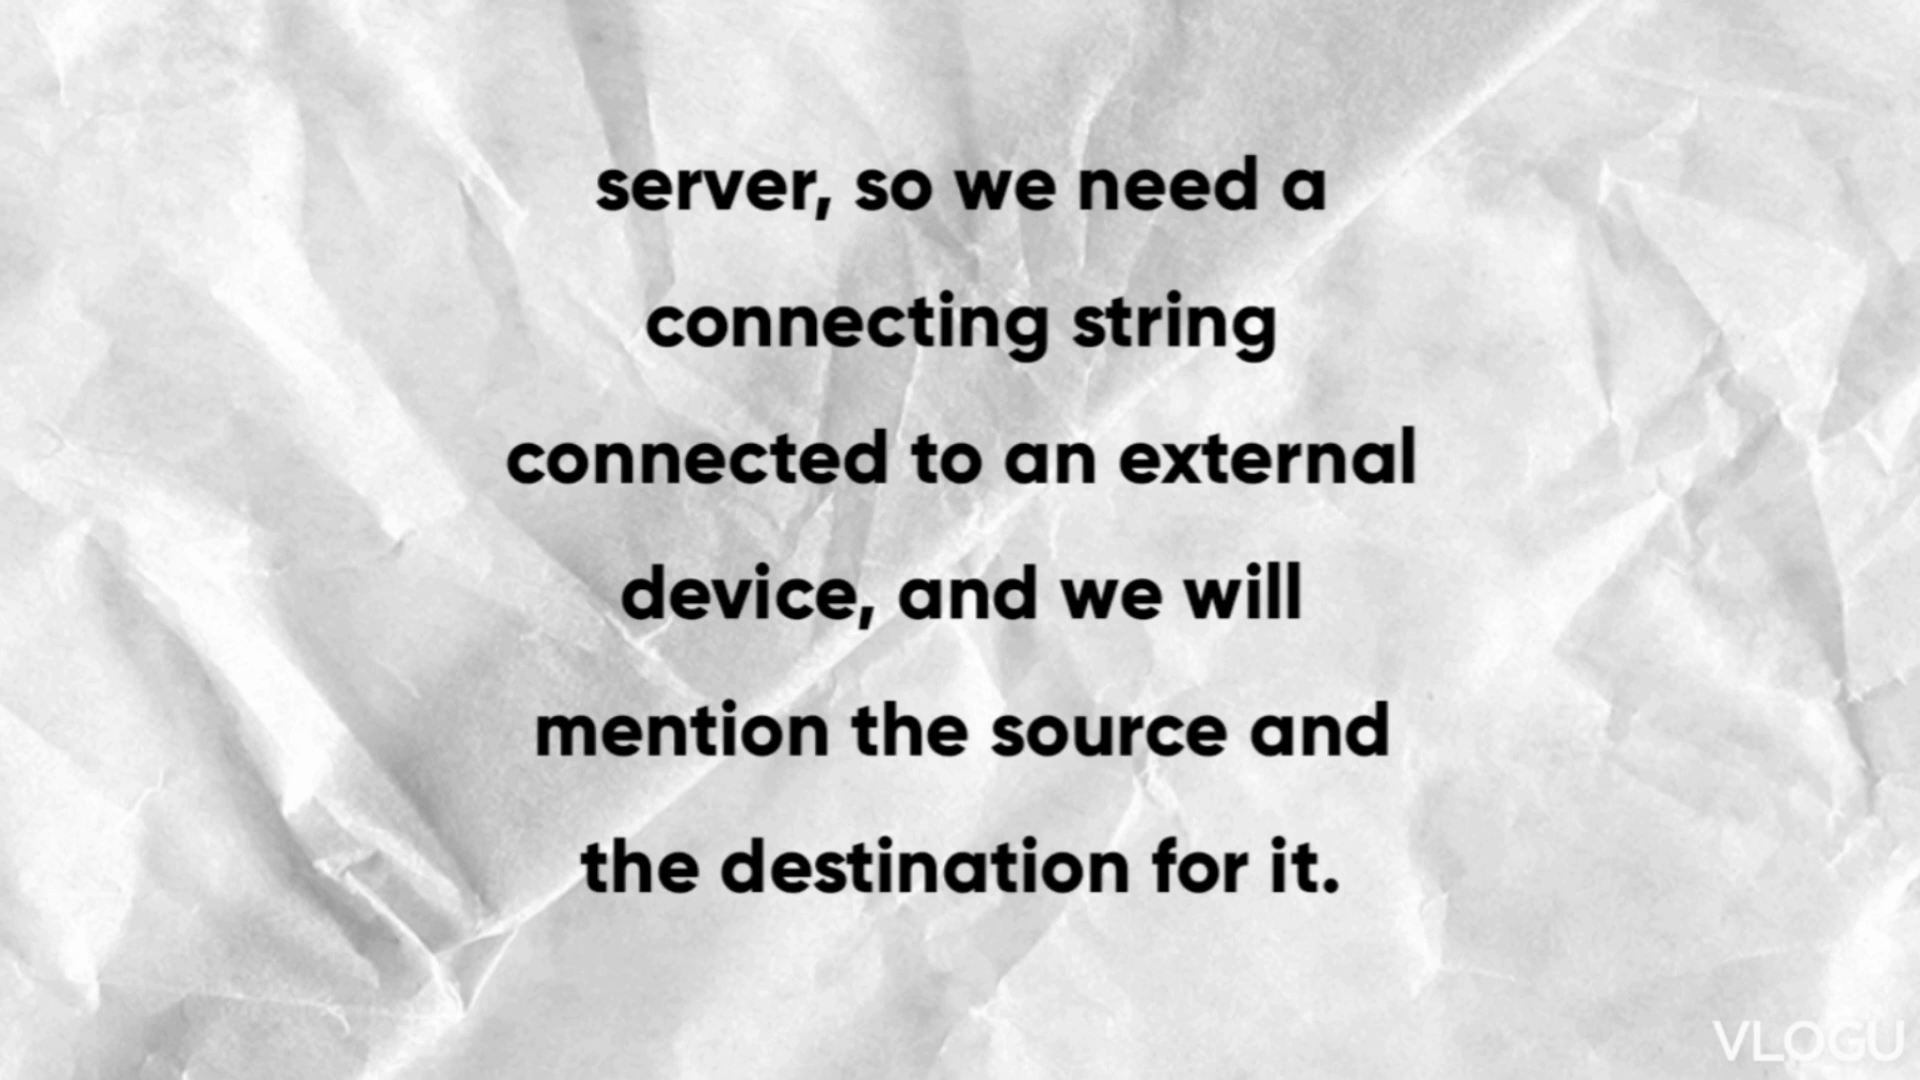 server, so we need a
connecting string
connected to an external
device, and we will
mention the source and
the destination for it.
VLOGU